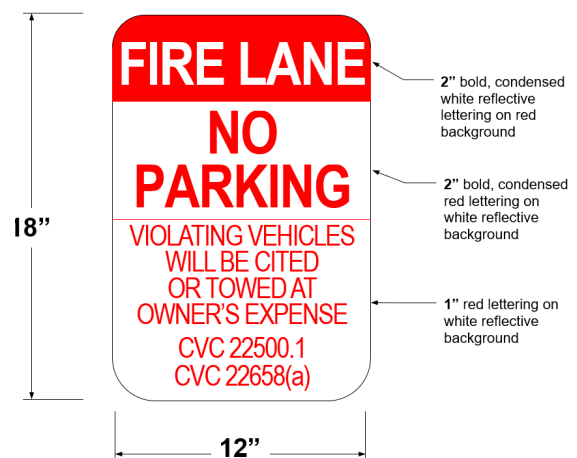 FIRE LANE
NO
PARKING
VIOLATING VEHICLES
WILL BE CITED
OR TOWED AT
OWNER'S EXPENSE
CVC 22500.1
CVC 22658(a)
18”
12”
2” bold, condensed
white reflective
lettering on red
background
2” bold, condensed
red lettering on
white reflective
background
1” red lettering on
white reflective
background